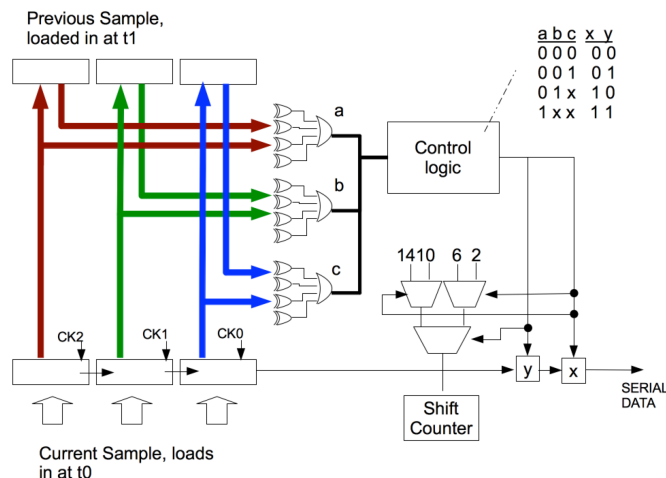 Previous Sample,
loaded in at t1
a b c x y
0 0 0 0 0
0 0 1 0 1
0 1 x 1 0
1 x x 1 1
a
Control
logic
b
c
14 10 6 2
CK2
CK1
CK0
y
x
SERIAL
DATA
Shift
Counter
Current Sample, loads
in at t0